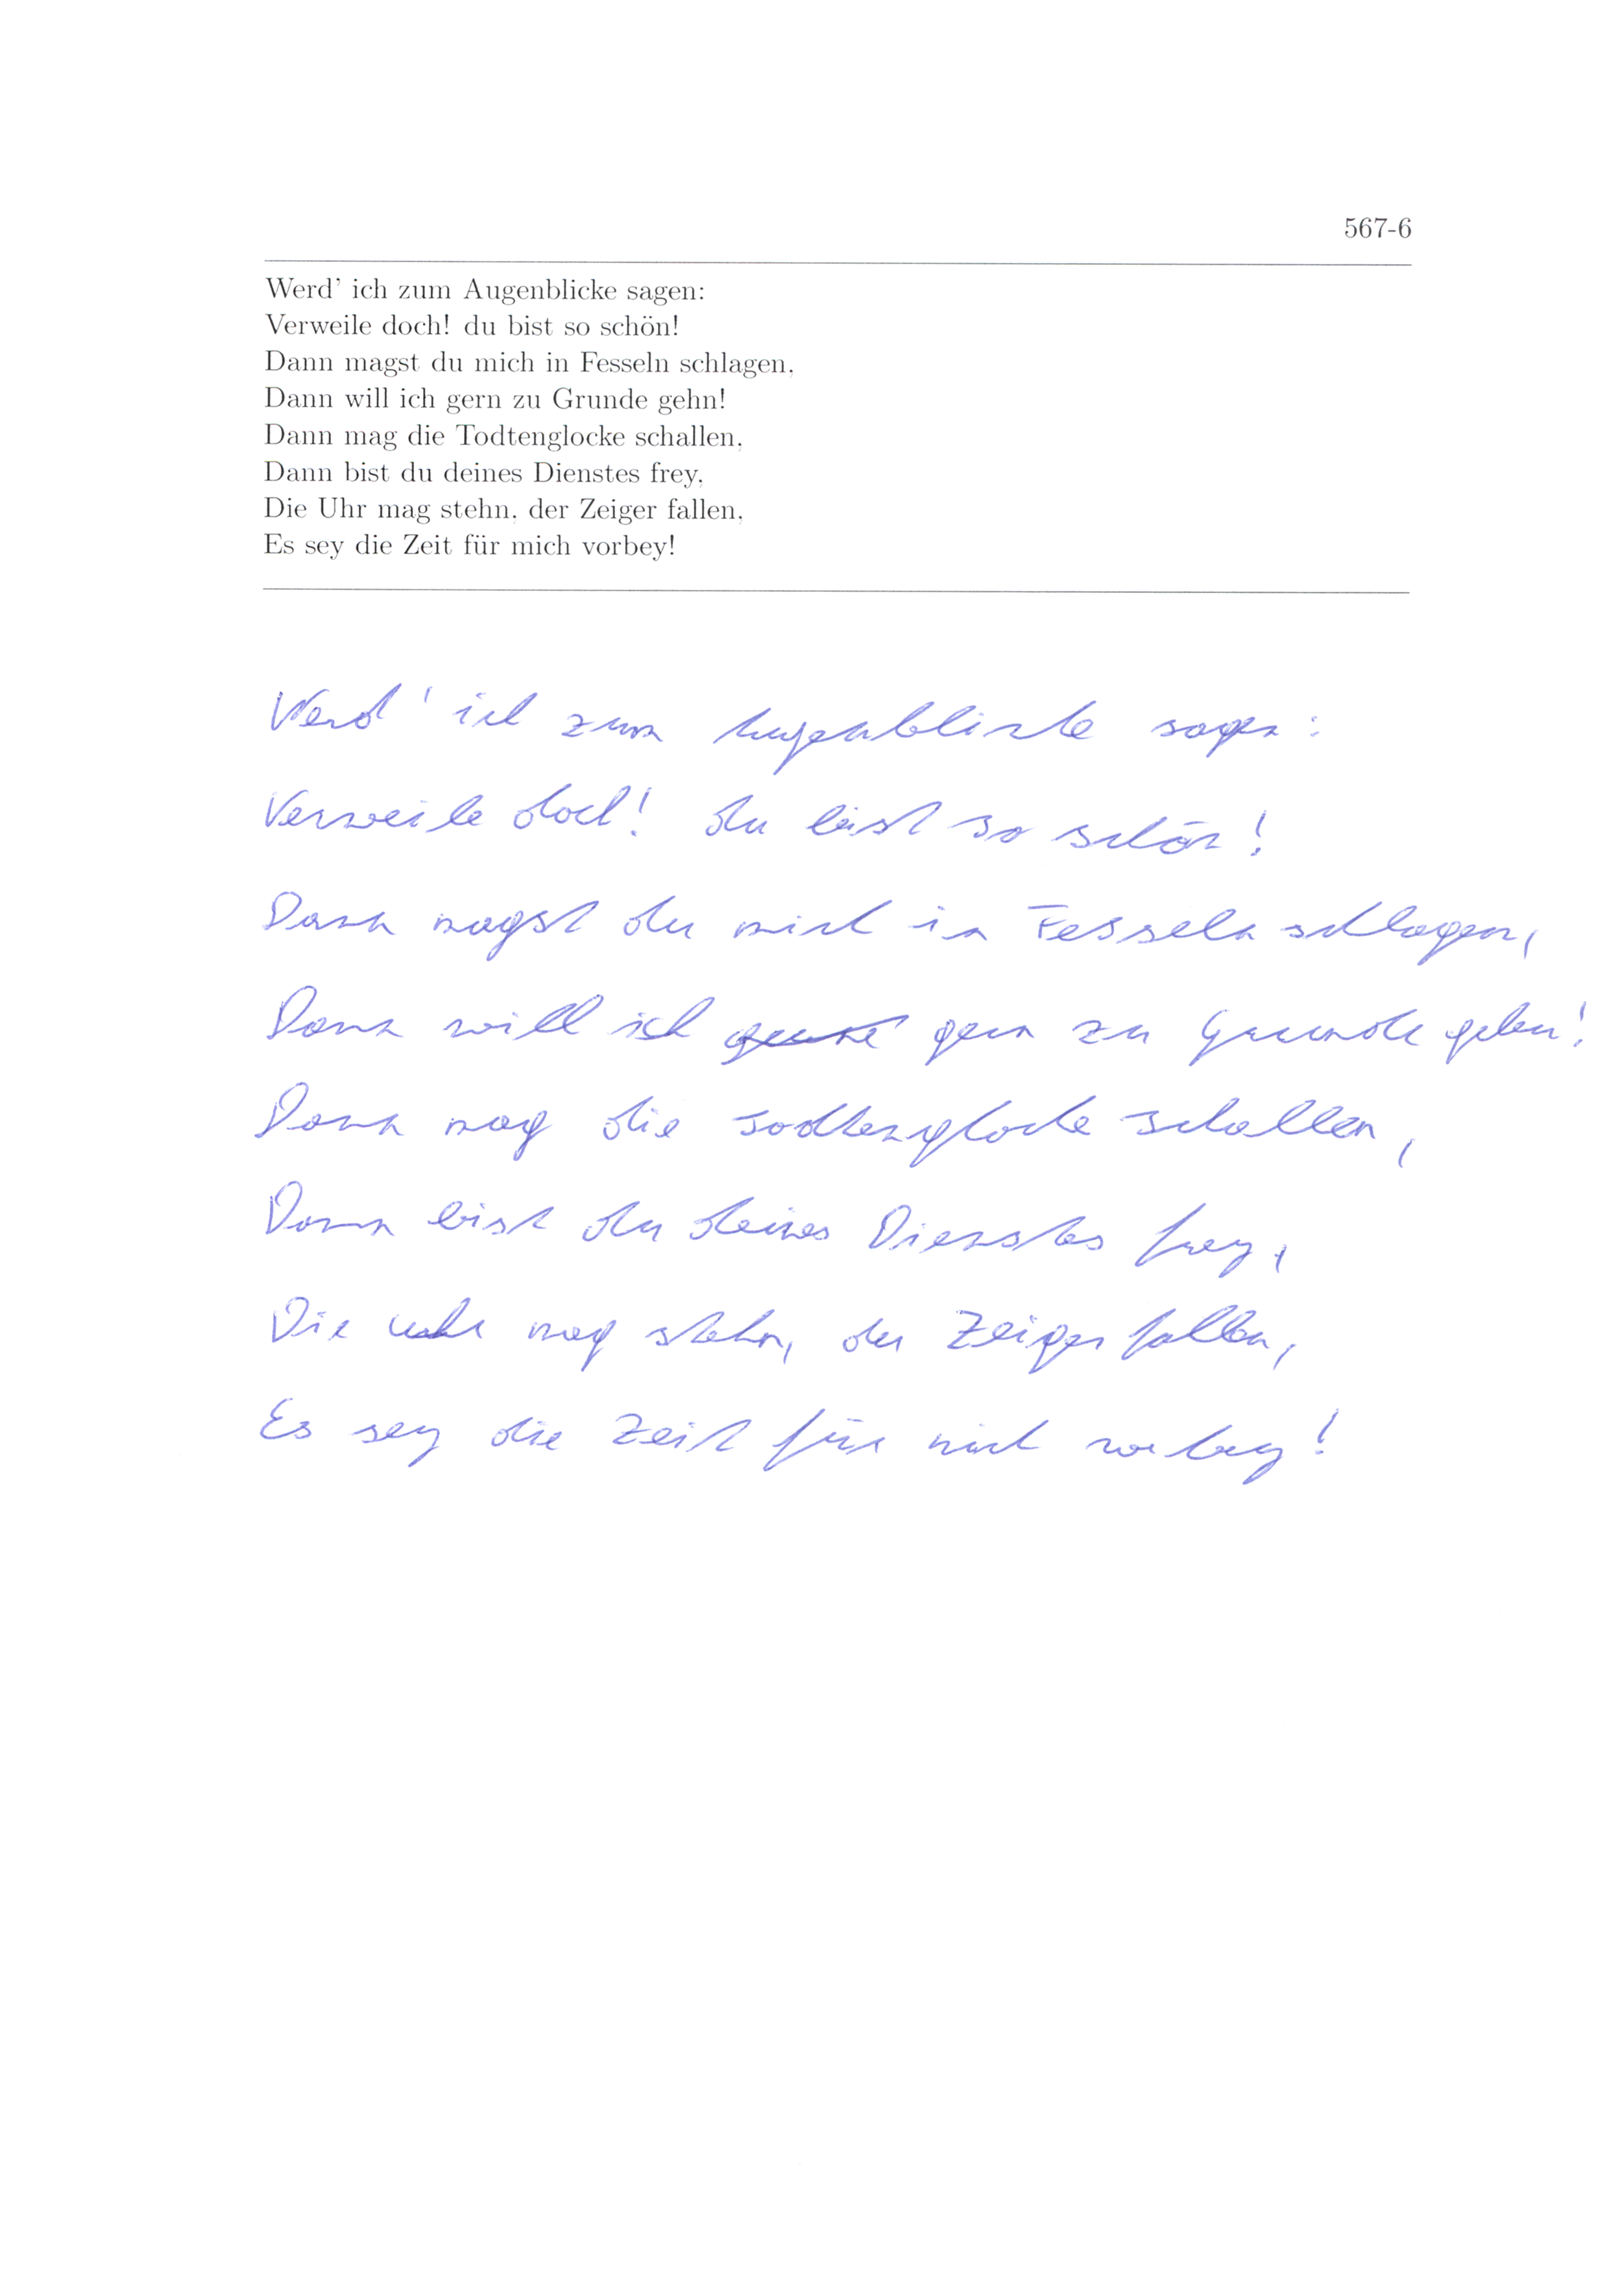 567-6
Werd' ich zum Augenblicke sagen:
Verweile doch! du bist so schön!
Dann magst du mich in Fesseln schlagen,
Dann will ich gern zu Grunde gehn!
Dann mag die Todtenglocke schallen,
Dann bist du deines Dienstes frey,
Die Uhr mag stehn, der Zeiger fallen,
Es sey die Zeit für mich vorbey!
Werd' ich zum Augenblicke sagen:
Verweile doch! du bist so schön!
Dann magst du mich in Fesseln schlagen,
Dann will ich gern zu Grunde gehn!
Dann mag die Todtenglocke schallen,
Dann bist du deines Dienstes frey,
Die Uhr mag stehn, der Zeiger fallen,
Es sey die Zeit für mich vorbey!